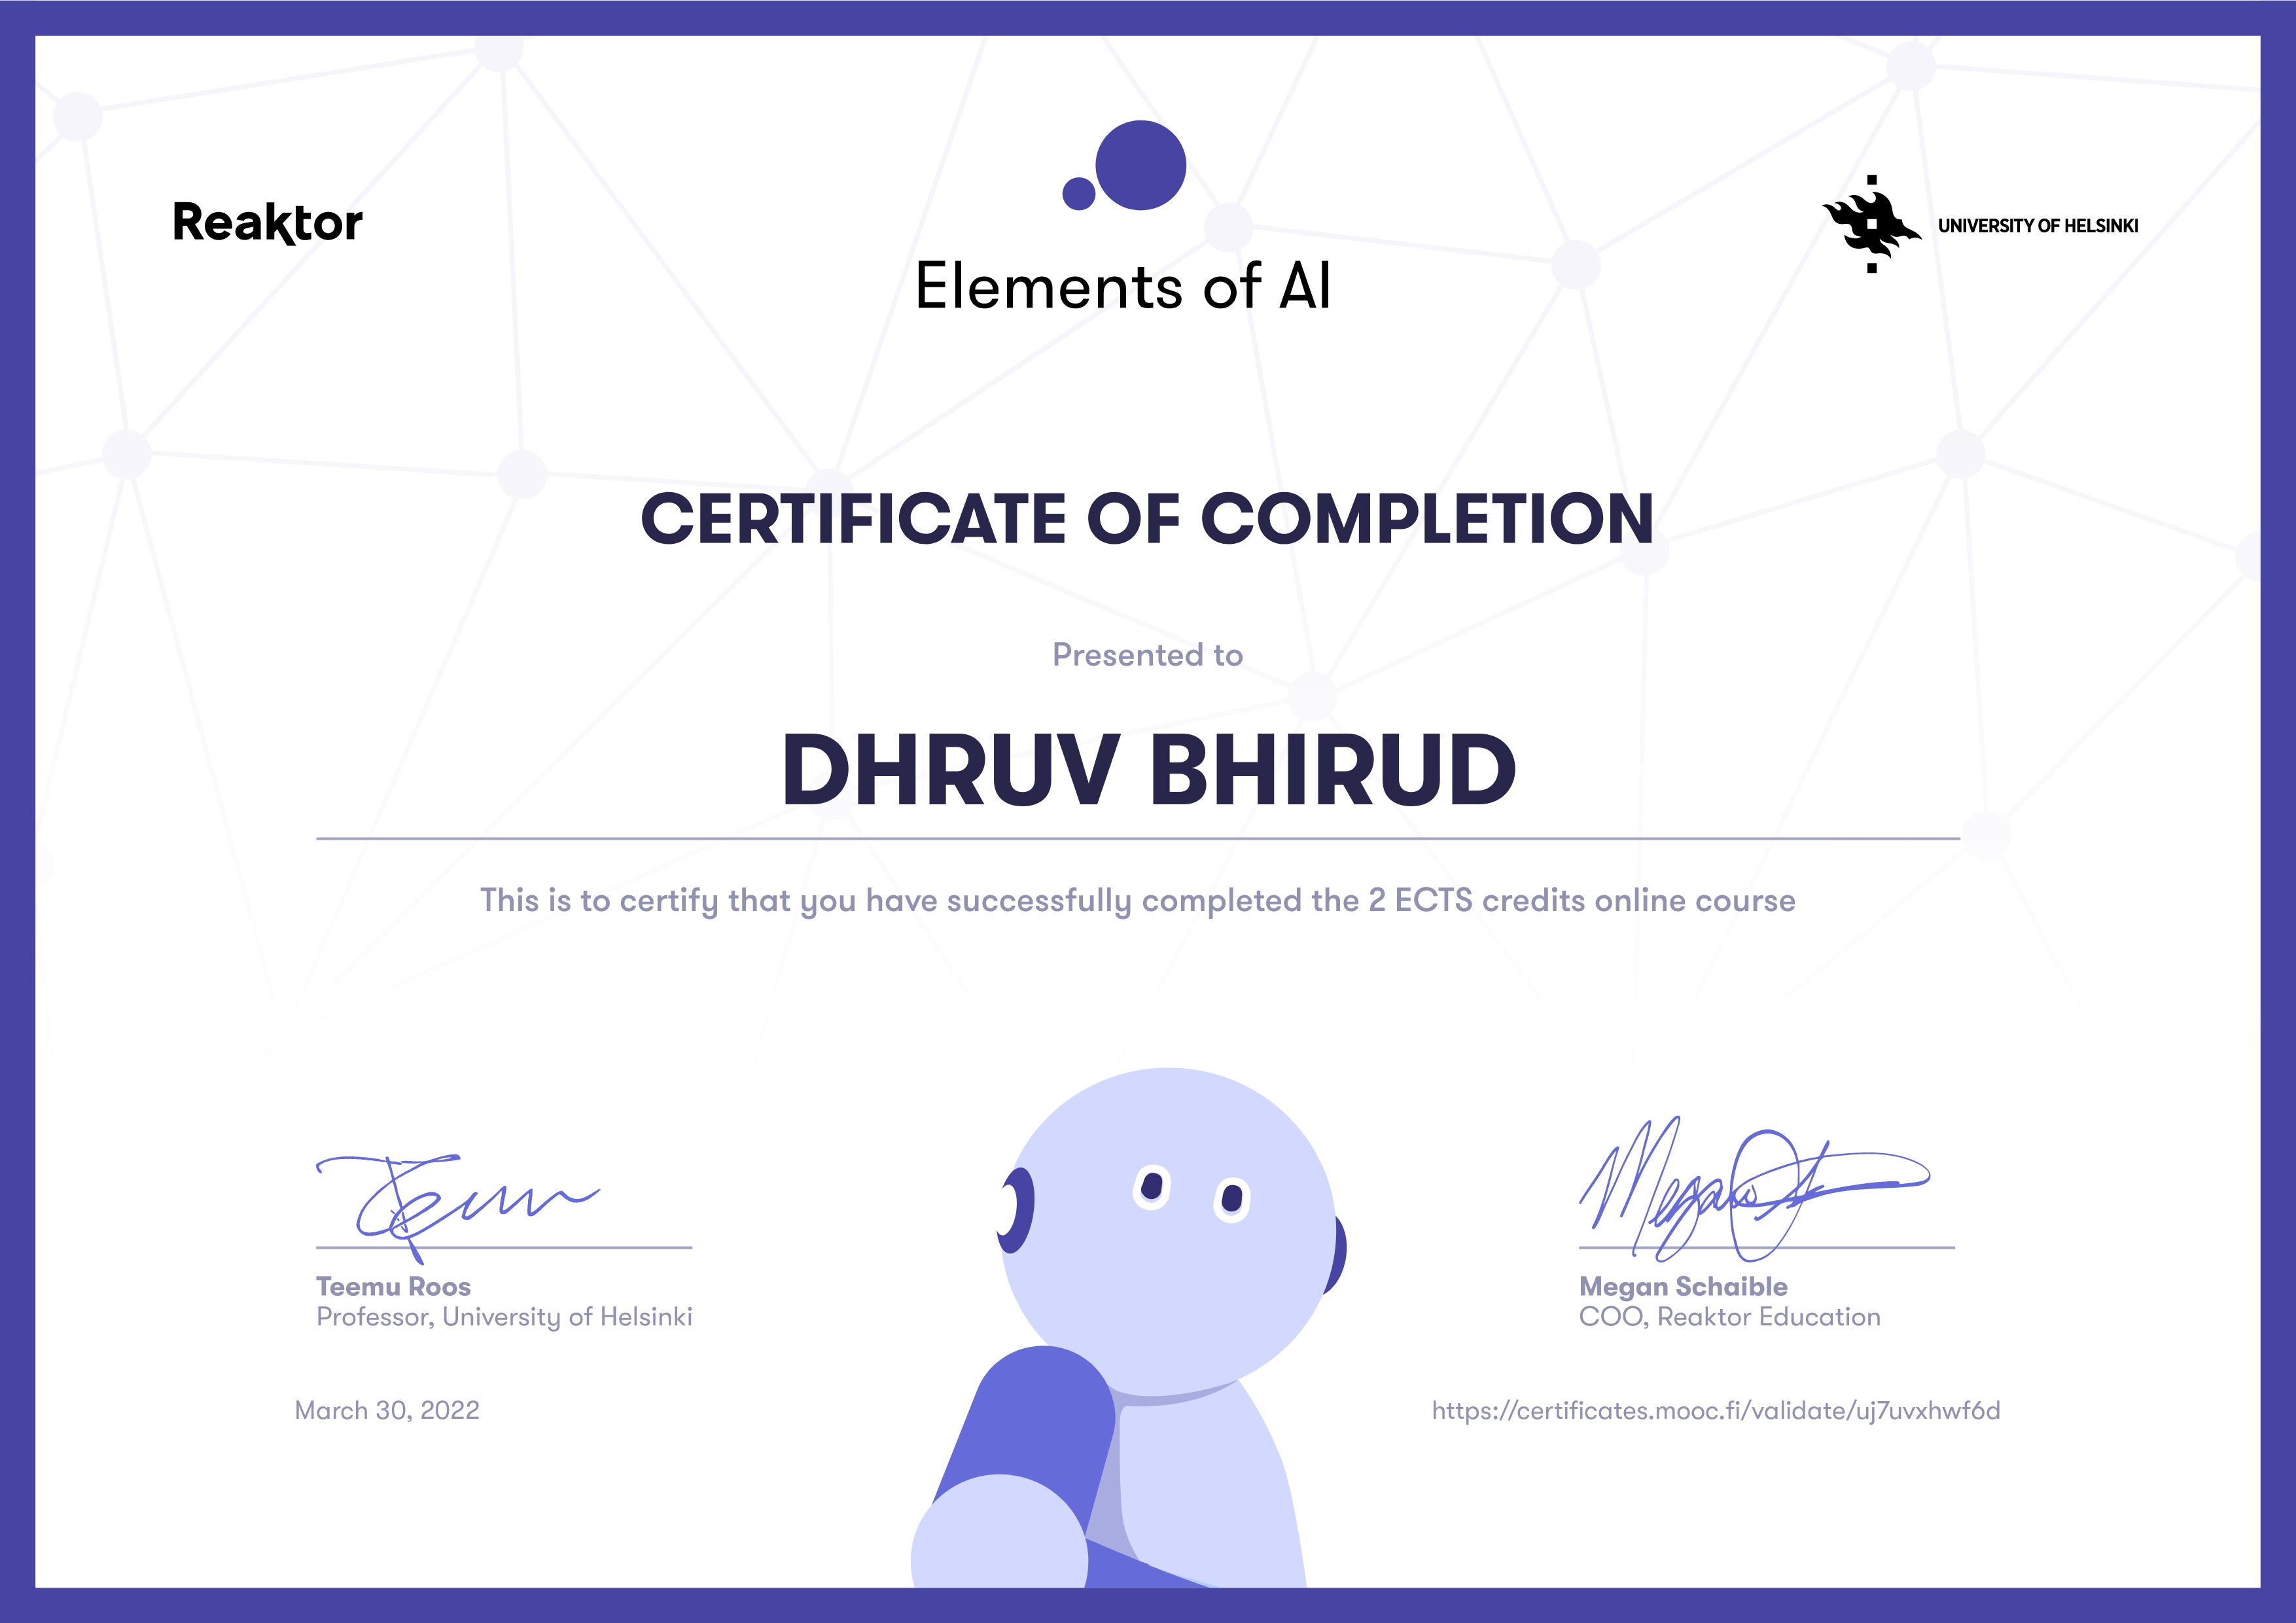 Reaktor
Elements of AI
UNIVERSITY OF HELSINKI
CERTIFICATE OF COMPLETION
Presented to
DHRUV BHIRUD
This is to certify that you have successfully completed the 2 ECTS credits online course
Teemu Roos
Professor, University of Helsinki
Megan Schaible
COO, Reaktor Education
March 30, 2022
https://certificates.mooc.fi/validate/uj7uvxhwf6d